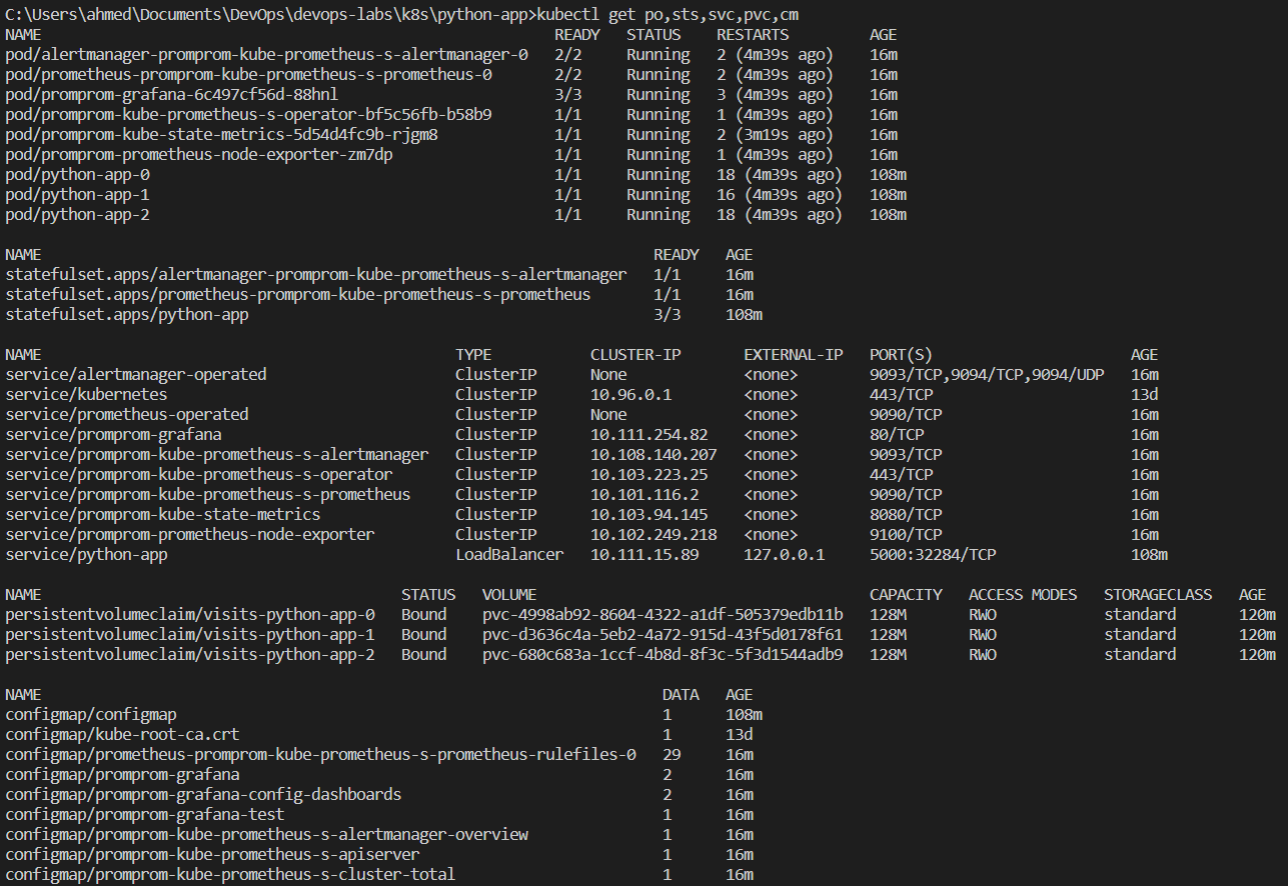 C:\Users\ahmed\Documents\DevOps\devops-labs\k8s\python-app>kubectl get po,sts,svc,pvc,cm
NAME READY STATUS RESTARTS AGE
pod/alertmanager-promprom-kube-prometheus-s-alertmanager-0 2/2 Running 2 (4m39s ago) 16m
pod/prometheus-promprom-kube-prometheus-s-prometheus-0 2/2 Running 2 (4m39s ago) 16m
pod/promprom-grafana-6c497cf56d-88hnl 3/3 Running 3 (4m39s ago) 16m
pod/promprom-kube-prometheus-s-operator-bf5c56fb-b58b9 1/1 Running 1 (4m39s ago) 16m
pod/promprom-kube-state-metrics-5d54d4fc9b-rjgm8 1/1 Running 2 (3m19s ago) 16m
pod/promprom-prometheus-node-exporter-zm7dp 1/1 Running 1 (4m39s ago) 16m
pod/python-app-0 1/1 Running 18 (4m39s ago) 108m
pod/python-app-1 1/1 Running 16 (4m39s ago) 108m
pod/python-app-2 1/1 Running 18 (4m39s ago) 108m
NAME READY AGE
statefulset.apps/alertmanager-promprom-kube-prometheus-s-alertmanager 1/1 16m
statefulset.apps/prometheus-promprom-kube-prometheus-s-prometheus 1/1 16m
statefulset.apps/python-app 3/3 108m
NAME TYPE CLUSTER-IP EXTERNAL-IP PORT(S) AGE
service/alertmanager-operated ClusterIP None <none> 9093/TCP,9094/TCP,9094/UDP 16m
service/kubernetes ClusterIP 10.96.0.1 <none> 443/TCP 13d
service/prometheus-operated ClusterIP None <none> 9090/TCP 16m
service/promprom-grafana ClusterIP 10.111.254.82 <none> 80/TCP 16m
service/promprom-kube-prometheus-s-alertmanager ClusterIP 10.108.140.207 <none> 9093/TCP 16m
service/promprom-kube-prometheus-s-operator ClusterIP 10.103.223.25 <none> 443/TCP 16m
service/promprom-kube-prometheus-s-prometheus ClusterIP 10.101.116.2 <none> 9090/TCP 16m
service/promprom-kube-state-metrics ClusterIP 10.103.94.145 <none> 8080/TCP 16m
service/promprom-prometheus-node-exporter ClusterIP 10.102.249.218 <none> 9100/TCP 16m
service/python-app LoadBalancer 10.111.15.89 127.0.0.1 5000:32284/TCP 108m
NAME STATUS VOLUME CAPACITY ACCESS MODES STORAGECLASS AGE
persistentvolumeclaim/visits-python-app-0 Bound pvc-4998ab92-8604-4322-a1df-505379edb11b 128M RWO standard 120m
persistentvolumeclaim/visits-python-app-1 Bound pvc-d3636c4a-5eb2-4a72-915d-43f5d0178f61 128M RWO standard 120m
persistentvolumeclaim/visits-python-app-2 Bound pvc-680c683a-1ccf-4b8d-8f3c-5f3d1544adb9 128M RWO standard 120m
NAME DATA AGE
configmap/configmap 1 108m
configmap/kube-root-ca.crt 1 13d
configmap/prometheus-promprom-kube-prometheus-s-prometheus-rulefiles-0 29 16m
configmap/promprom-grafana 2 16m
configmap/promprom-grafana-config-dashboards 2 16m
configmap/promprom-grafana-test 1 16m
configmap/promprom-kube-prometheus-s-alertmanager-overview 1 16m
configmap/promprom-kube-prometheus-s-apiserver 1 16m
configmap/promprom-kube-prometheus-s-cluster-total 1 16m